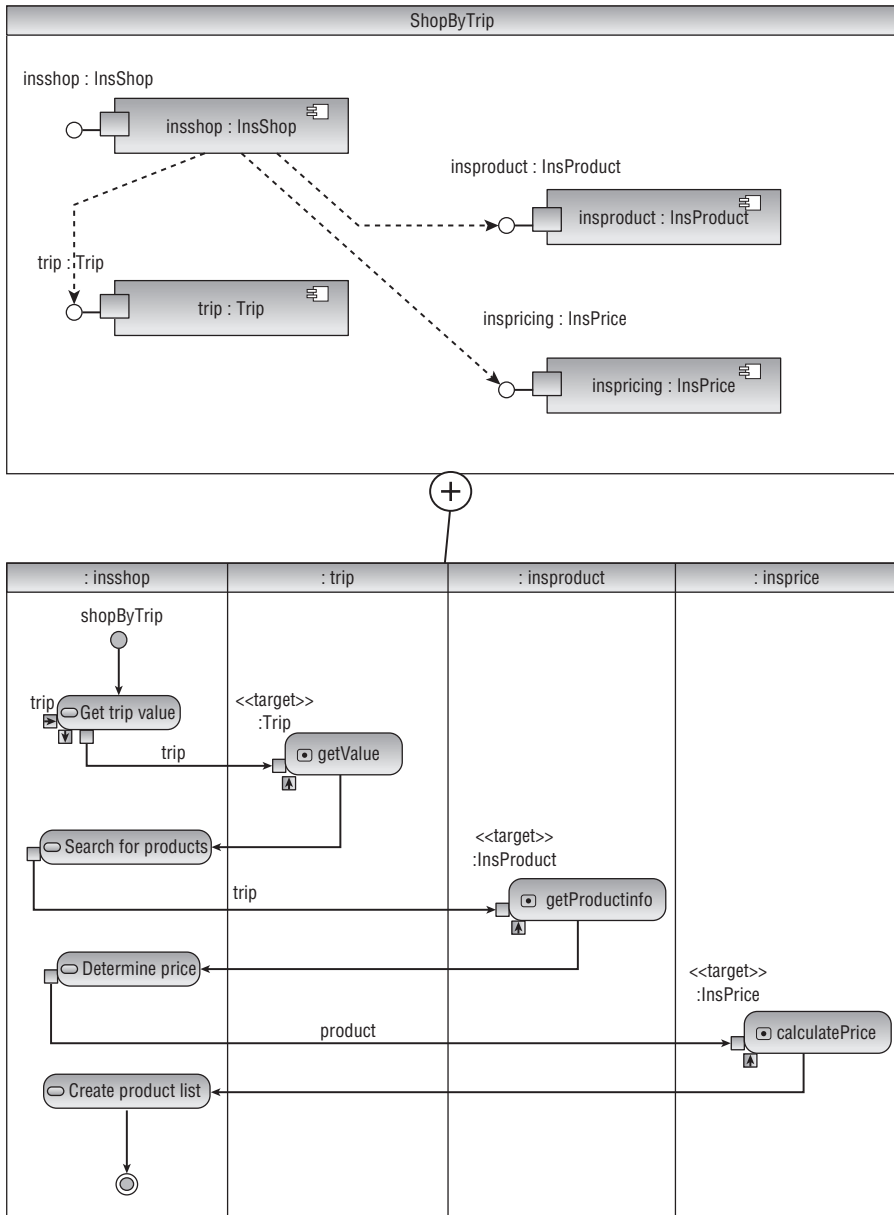 ShopByTrip
insshop : InsShop
insshop : InsShop
insproduct : InsProduct
insproduct : InsProduct
trip : Trip
trip : Trip
inspricing : InsPrice
inspricing : InsPrice
+
: insshop
: trip
: insproduct
: insprice
shopByTrip
trip
Get trip value
<<target>>
:Trip
trip
getValue
Search for products
<<target>>
:InsProduct
trip
getProductinfo
Determine price
<<target>>
:InsPrice
product
calculatePrice
Create product list